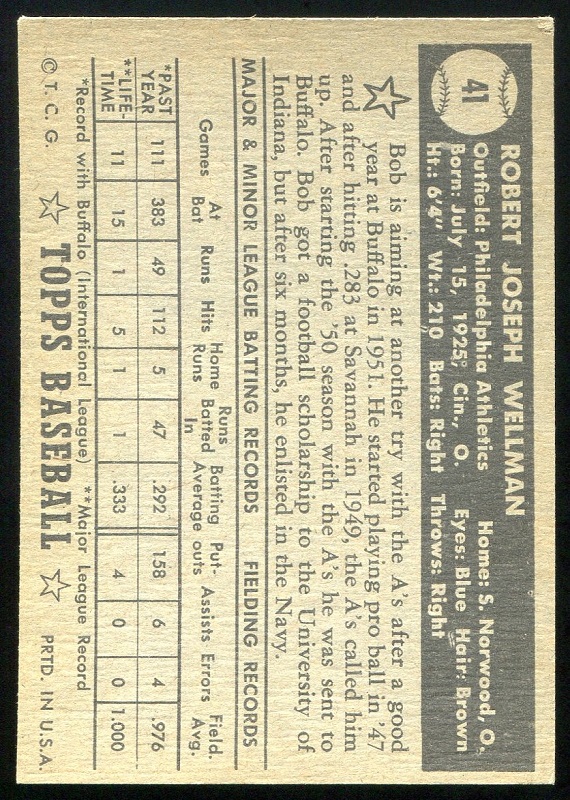 41
ROBERT JOSEPH WELLMAN
Outfield: Philadelphia Athletics Home: S. Norwood, O.
Born: July 15, 1925, Cin., O. Eyes: Blue Hair: Brown
Ht.: 6'4" Wt.: 210 Bats: Right Throws: Right
Bob is aiming at another try with the A's after a good
year at Buffalo in 1951. He started playing pro ball in '47
and after hitting .283 at Savannah in 1949, the A's called him
up. After starting the '50 season with the A's he was sent to
Buffalo. Bob got a football scholarship to the University of
Indiana, but after six months, he enlisted in the Navy.
MAJOR & MINOR LEAGUE BATTING RECORDS FIELDING RECORDS
Games At Bat Runs Hits Home Runs Runs Batted In Batting Average Put-outs Assists Errors Field. Avg.
*PAST YEAR 111 383 49 112 5 47 .292 158 6 4 .976
**LIFE-TIME 11 15 1 5 1 1 .333 4 0 0 1.000
*Record with Buffalo (International League) **Major League Record
© T. C. G. TOPPS BASEBALL PRTD. IN U.S.A.